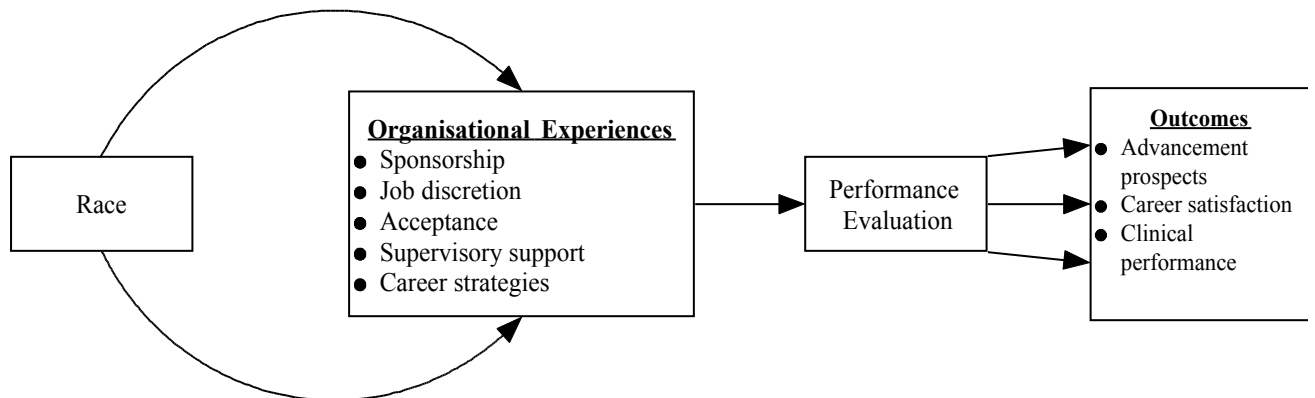 Race
Organisational Experiences
● Sponsorship
● Job discretion
● Acceptance
● Supervisory support
● Career strategies
Performance
Evaluation
Outcomes
● Advancement
prospects
● Career satisfaction
● Clinical
performance